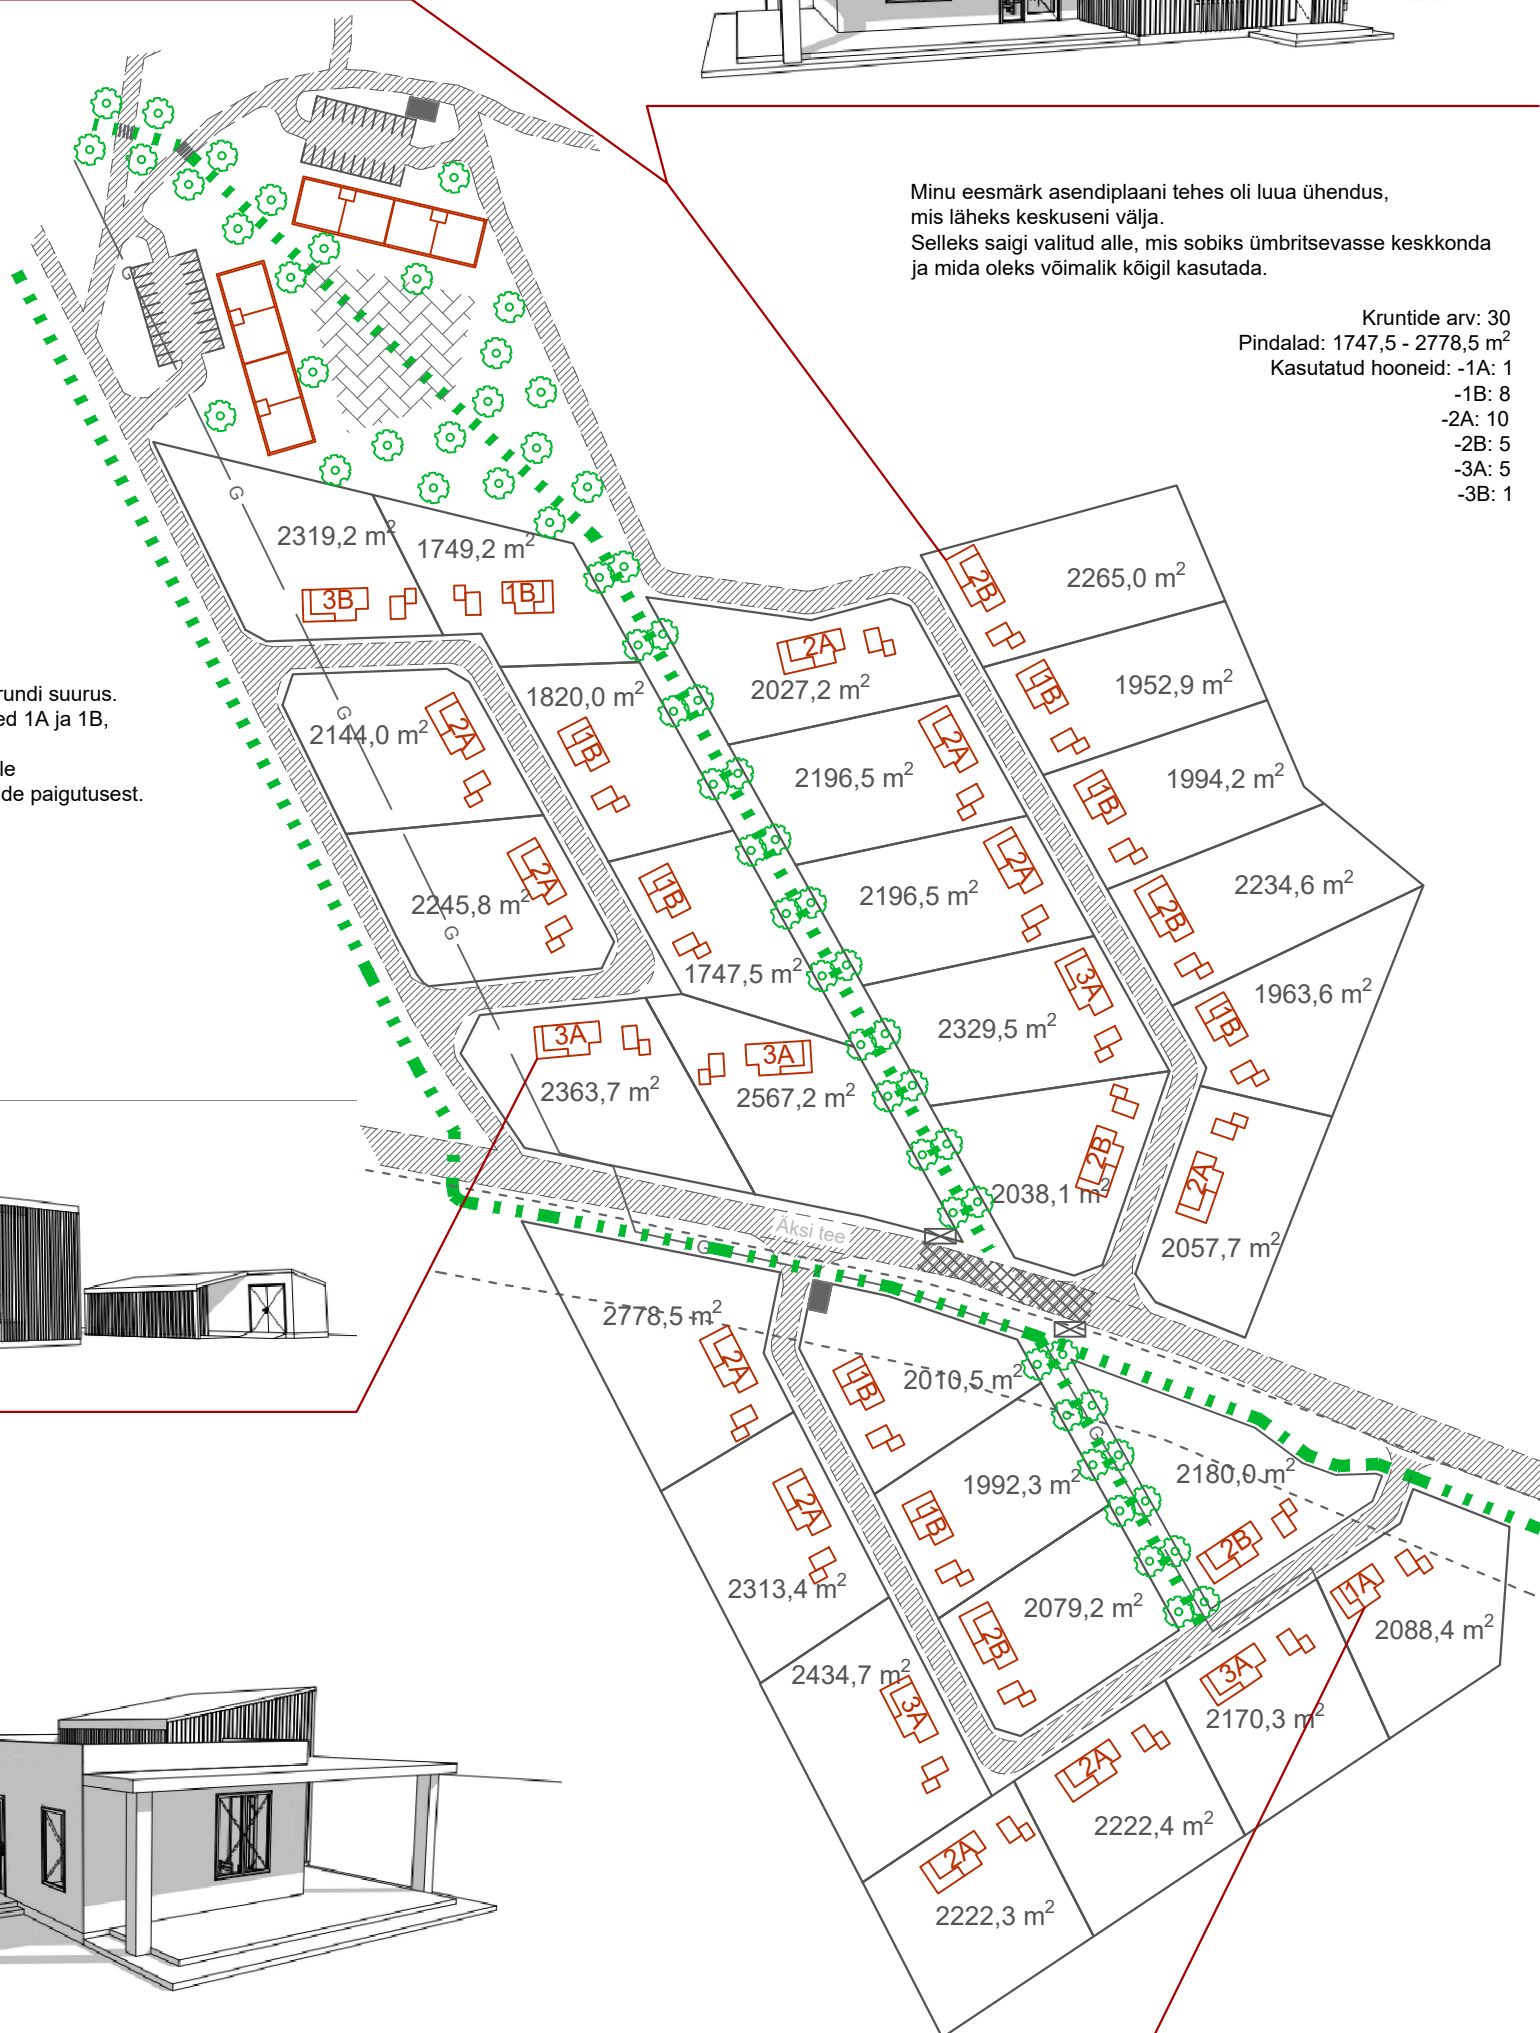 Minu eesmärk asendiplaani tehes oli luua ühendus,
mis läheks keskuseni välja.
Selleks saigi valitud alle, mis sobiks ümbritsevasse keskkonda
ja mida oleks võimalik kõigil kasutada.
Kruntide arv: 30
Pindalad: 1747,5 - 2778,5 m²
Kasutatud hooneid: -1A: 1
-1B: 8
-2A: 10
-2B: 5
-3A: 5
-3B: 1
G
G
2319,2 m²
1749,2 m²
3B
1B
2B
2265,0 m²
rundi suurus.
ed 1A ja 1B,
le
de paigutusest.
2A
2027,2 m²
1820,0 m²
1B
1952,9 m²
G
2144,0 m²
2A
1B
2A
2196,5 m²
1B
1994,2 m²
2245,8 m²
2A
G
1B
1747,5 m²
2196,5 m²
2A
2B
2234,6 m²
2329,5 m²
3A
1B
1963,6 m²
3A
2363,7 m²
3A
2567,2 m²
2B
2038,1 m²
2A
2057,7 m²
Äksi tee
G
2778,5 m²
2A
1B
2010,5 m²
G
2A
2313,4 m²
1B
1992,3 m²
2180,0 m²
2B
2434,7 m²
3A
2B
2079,2 m²
1A
2088,4 m²
3A
2170,3 m²
2A
2222,4 m²
2A
2222,3 m²